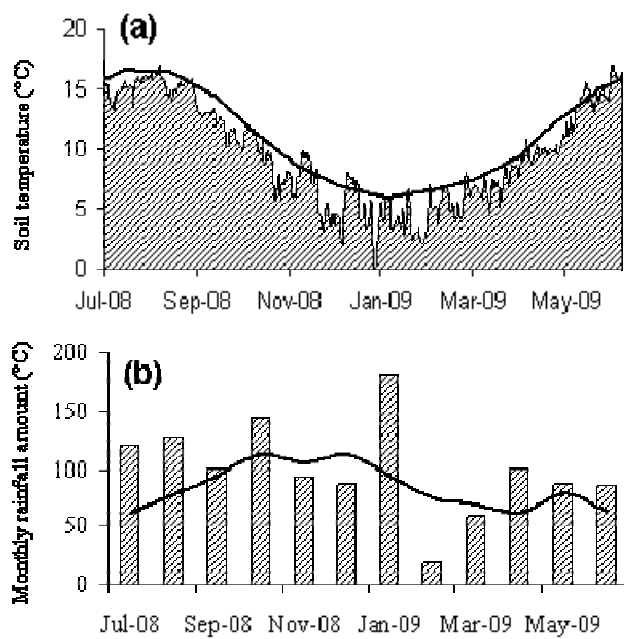 (a)
Soil temperature (°C)
20
15
10
5
0
Jul-08 Sep-08 Nov-08 Jan-09 Mar-09 May-09
(b)
Monthly rainfall amount (°C)
200
150
100
50
0
Jul-08 Sep-08 Nov-08 Jan-09 Mar-09 May-09